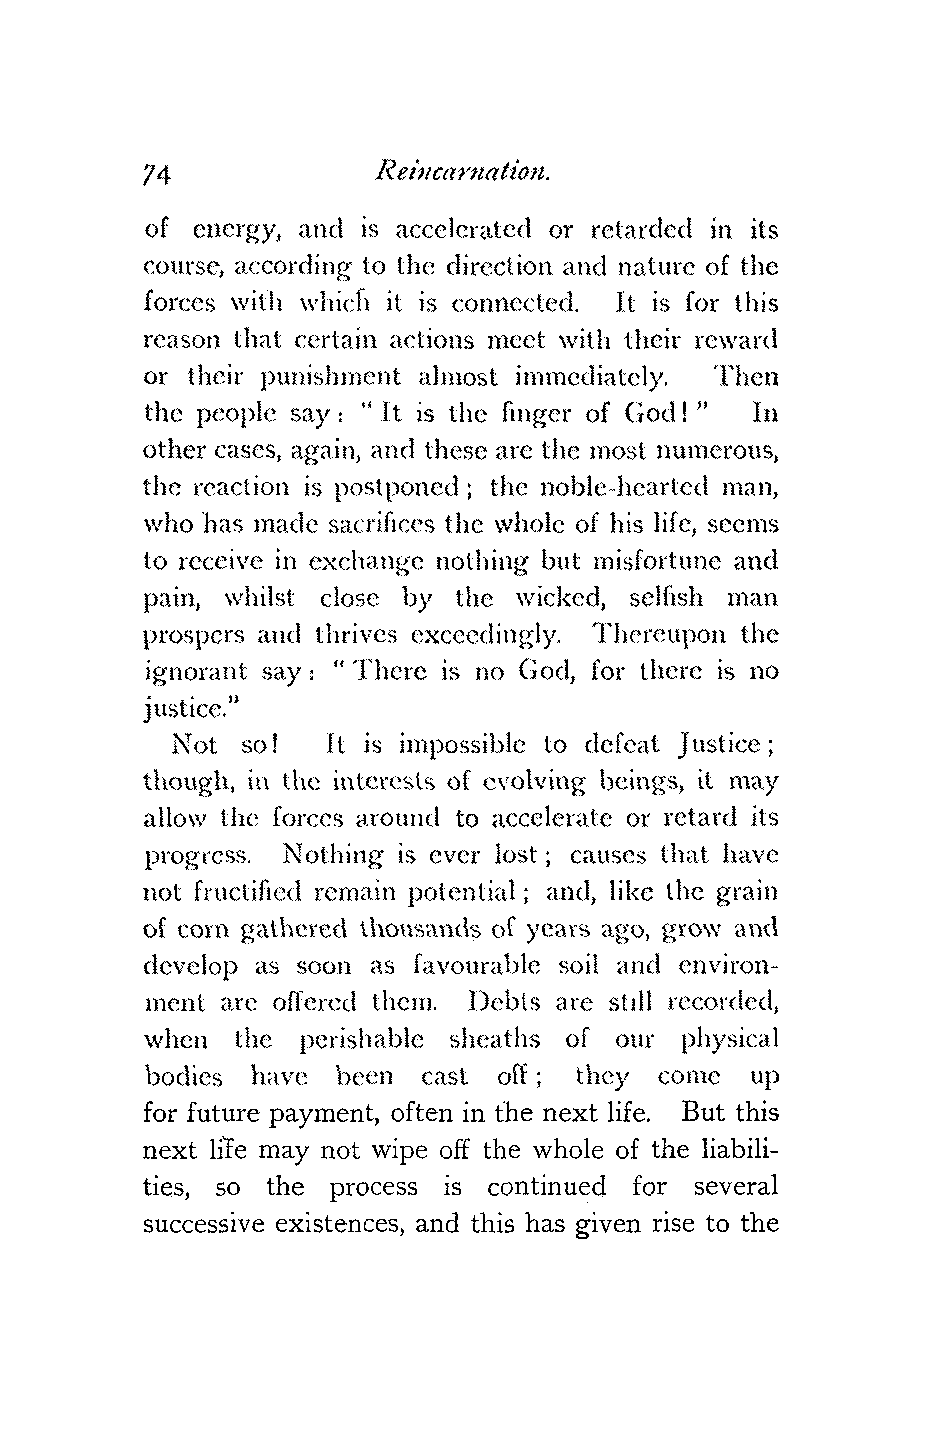 74 Reincarnation.
of energy, and is accelerated or retarded in its
course, according to the direction and nature of the
forces with which it is connected. It is for this
reason that certain actions meet with their reward
or their punishment almost immediately. Then
the people say: "It is the finger of God!" In
other cases, again, and these are the most numerous,
the reaction is postponed; the noble-hearted man,
who has made sacrifices the whole of his life, seems
to receive in exchange nothing but misfortune and
pain, whilst close by the wicked, selfish man
prospers and thrives exceedingly. Thereupon the
ignorant say: "There is no God, for there is no
justice."
Not so! It is impossible to defeat Justice;
though, in the interests of evolving beings, it may
allow the forces around to accelerate or retard its
progress. Nothing is ever lost; causes that have
not fructified remain potential; and, like the grain
of corn gathered thousands of years ago, grow and
develop as soon as favourable soil and environ-
ment are offered them. Debts are still recorded,
when the perishable sheaths of our physical
bodies have been cast off; they come up
for future payment, often in the next life. But this
next life may not wipe off the whole of the liabili-
ties, so the process is continued for several
successive existences, and this has given rise to the